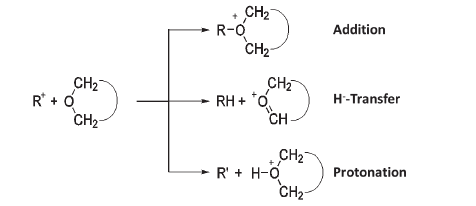 CH2
R-O+
CH2
Addition
R+ + O
CH2
CH2
RH + +O
CH2
CH
H--Transfer
R' + H-O+
CH2
CH2
Protonation